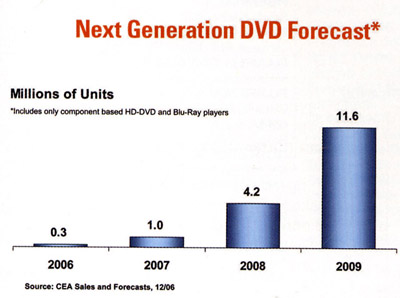 Next Generation DVD Forecast*
Millions of Units
*Includes only component based HD-DVD and Blu-Ray players
0.3
1.0
4.2
11.6
2006
2007
2008
2009
Source: CEA Sales and Forecasts, 12/06